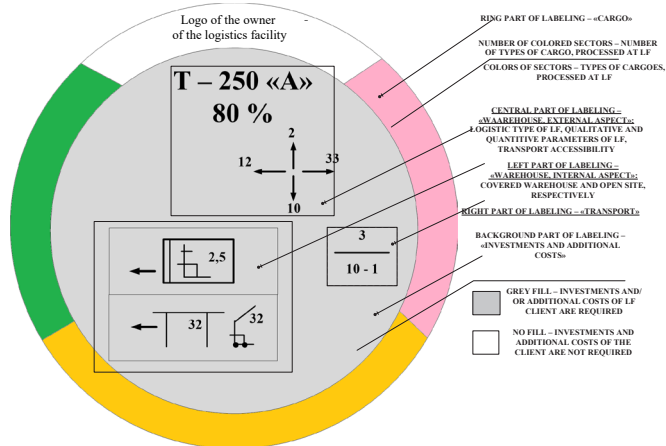 Logo of the owner
of the logistics facility
T – 250 «A»
80 %
2
12
33
10
2,5
32
32
3
10 - 1
RING PART OF LABELING – «CARGO»
NUMBER OF COLORED SECTORS – NUMBER
OF TYPES OF CARGO, PROCESSED AT LF
COLORS OF SECTORS – TYPES OF CARGOES,
PROCESSED AT LF
CENTRAL PART OF LABELING –
«WAAREHOUSE, EXTERNAL ASPECT»:
LOGISTIC TYPE OF LF, QUALITATIVE AND
QUANTITIVE PARAMETERS OF LF,
TRANSPORT ACCESSIBILITY
LEFT PART OF LABELING –
«WAREHOUSE, INTERNAL ASPECT»:
COVERED WAREHOUSE AND OPEN SITE,
RESPECTIVELY
RIGHT PART OF LABELING – «TRANSPORT»
BACKGROUND PART OF LABELING –
«INVESTMENTS AND ADDITIONAL
COSTS»
GREY FILL – INVESTMENTS AND/
OR ADDITIONAL COSTS OF LF
CLIENT ARE REQUIRED
NO FILL – INVESTMENTS AND
ADDITIONAL COSTS OF THE
CLIENT ARE NOT REQUIRED